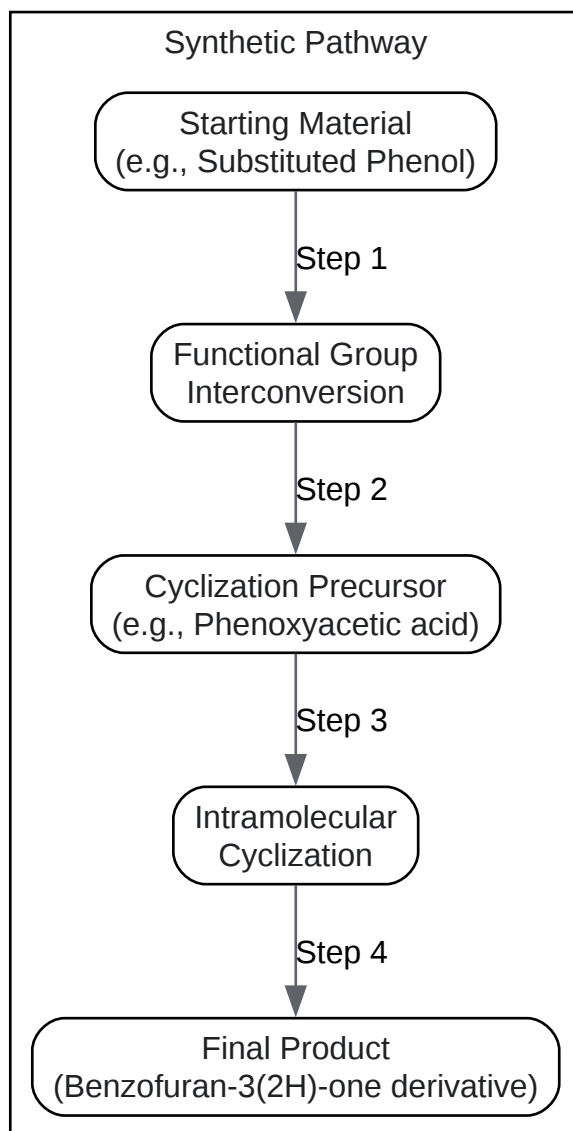 Synthetic Pathway
Starting Material
(e.g., Substituted Phenol)
Step 1
Functional Group
Interconversion
Step 2
Cyclization Precursor
(e.g., Phenoxyacetic acid)
Step 3
Intramolecular
Cyclization
Step 4
Final Product
(Benzofuran-3(2H)-one derivative)